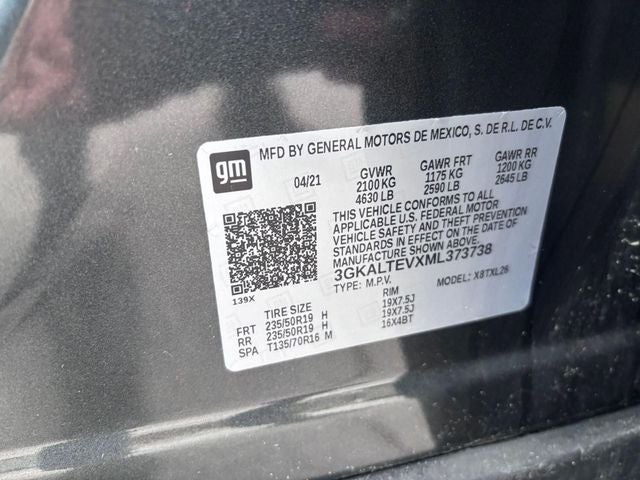 gm
MFD BY GENERAL MOTORS DE MEXICO, S. DE R.L. DE C.V.
04/21 GVWR GAWR FRT GAWR RR
2100 KG 1175 KG 1200 KG
4630 LB 2590 LB 2645 LB
THIS VEHICLE CONFORMS TO ALL
APPLICABLE U.S. FEDERAL MOTOR
VEHICLE SAFETY AND THEFT PREVENTION
STANDARDS IN EFFECT ON THE DATE OF
MANUFACTURE SHOWN ABOVE.
3GKALTEVXML373738
TYPE: M.P.V. MODEL: X8TXL26
139X
TIRE SIZE RIM
FRT 235/50R19 H 19X7.5J
RR 235/50R19 H 19X7.5J
SPA T135/70R16 M 16X4BT